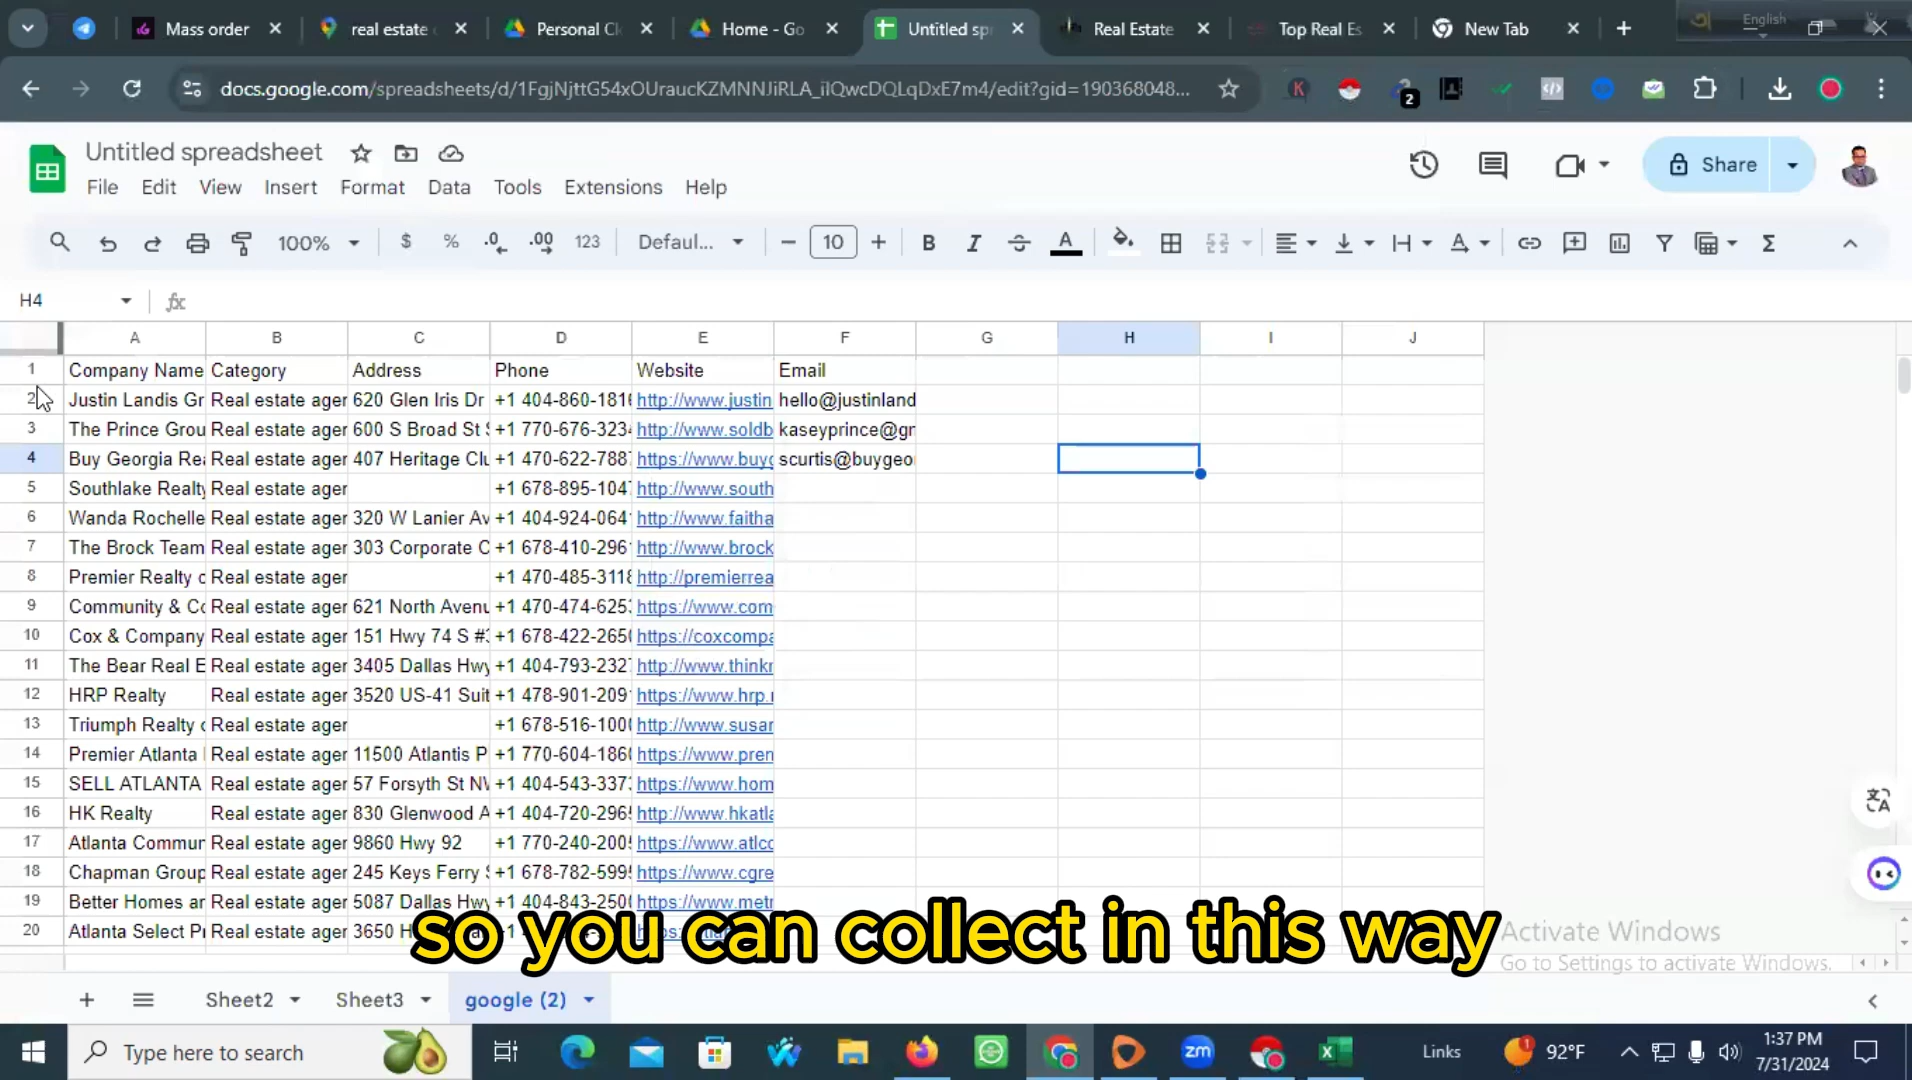 Mass order
real estate
Personal Cl
Home - Go
Untitled sp
Real Estate
Top Real Es
New Tab
English
docs.google.com/spreadsheets/d/1FgjNjttG54xOUraucKZMNNJiRLA_ilQwcDQLqDxE7m4/edit?gid=190368048...
2
Untitled spreadsheet
Share
File Edit View Insert Format Data Tools Extensions Help
100% $ % .0 .00 123 Defaul... 10 B I A
H4 fx
A B C D E F G H I J
1 Company Name Category Address Phone Website Email
2 Justin Landis Gr Real estate ager 620 Glen Iris Dr +1 404-860-181 http://www.justin hello@justinland
3 The Prince Grou Real estate ager 600 S Broad St +1 770-676-323 http://www.soldb kaseyprince@gr
4 Buy Georgia Rea Real estate ager 407 Heritage Clu +1 470-622-788 https://www.buyg scurtis@buygeo
5 Southlake Realty Real estate ager +1 678-895-104 http://www.south
6 Wanda Rochelle Real estate ager 320 W Lanier Av +1 404-924-064 http://www.faitha
7 The Brock Team Real estate ager 303 Corporate C +1 678-410-296 http://www.brock
8 Premier Realty c Real estate ager +1 470-485-311 http://premierrea
9 Community & Co Real estate ager 621 North Avenu +1 470-474-625 https://www.com
10 Cox & Company Real estate ager 151 Hwy 74 S # +1 678-422-265 https://coxcompa
11 The Bear Real E Real estate ager 3405 Dallas Hwy +1 404-793-232 http://www.thinkr
12 HRP Realty Real estate ager 3520 US-41 Suit +1 478-901-209 https://www.hrp.
13 Triumph Realty Real estate ager +1 678-516-100 http://www.susar
14 Premier Atlanta Real estate ager 11500 Atlantis P +1 770-604-186 https://www.pren
15 SELL ATLANTA Real estate ager 57 Forsyth St NW +1 404-543-337 https://www.hom
16 HK Realty Real estate ager 830 Glenwood A +1 404-720-296 http://www.hkatla
17 Atlanta Commun Real estate ager 9860 Hwy 92 +1 770-240-200 https://www.atlco
18 Chapman Group Real estate ager 245 Keys Ferry +1 678-782-599 https://www.cgre
19 Better Homes ar Real estate ager 5087 Dallas Hwy +1 404-843-250 https://www.metr
20 Atlanta Select Pr Real estate ager 3650
so you can collect in this way
Activate Windows
Go to Settings to activate Windows.
Sheet2 Sheet3 google (2)
Type here to search
zm
Links
92°F
1:37 PM
7/31/2024